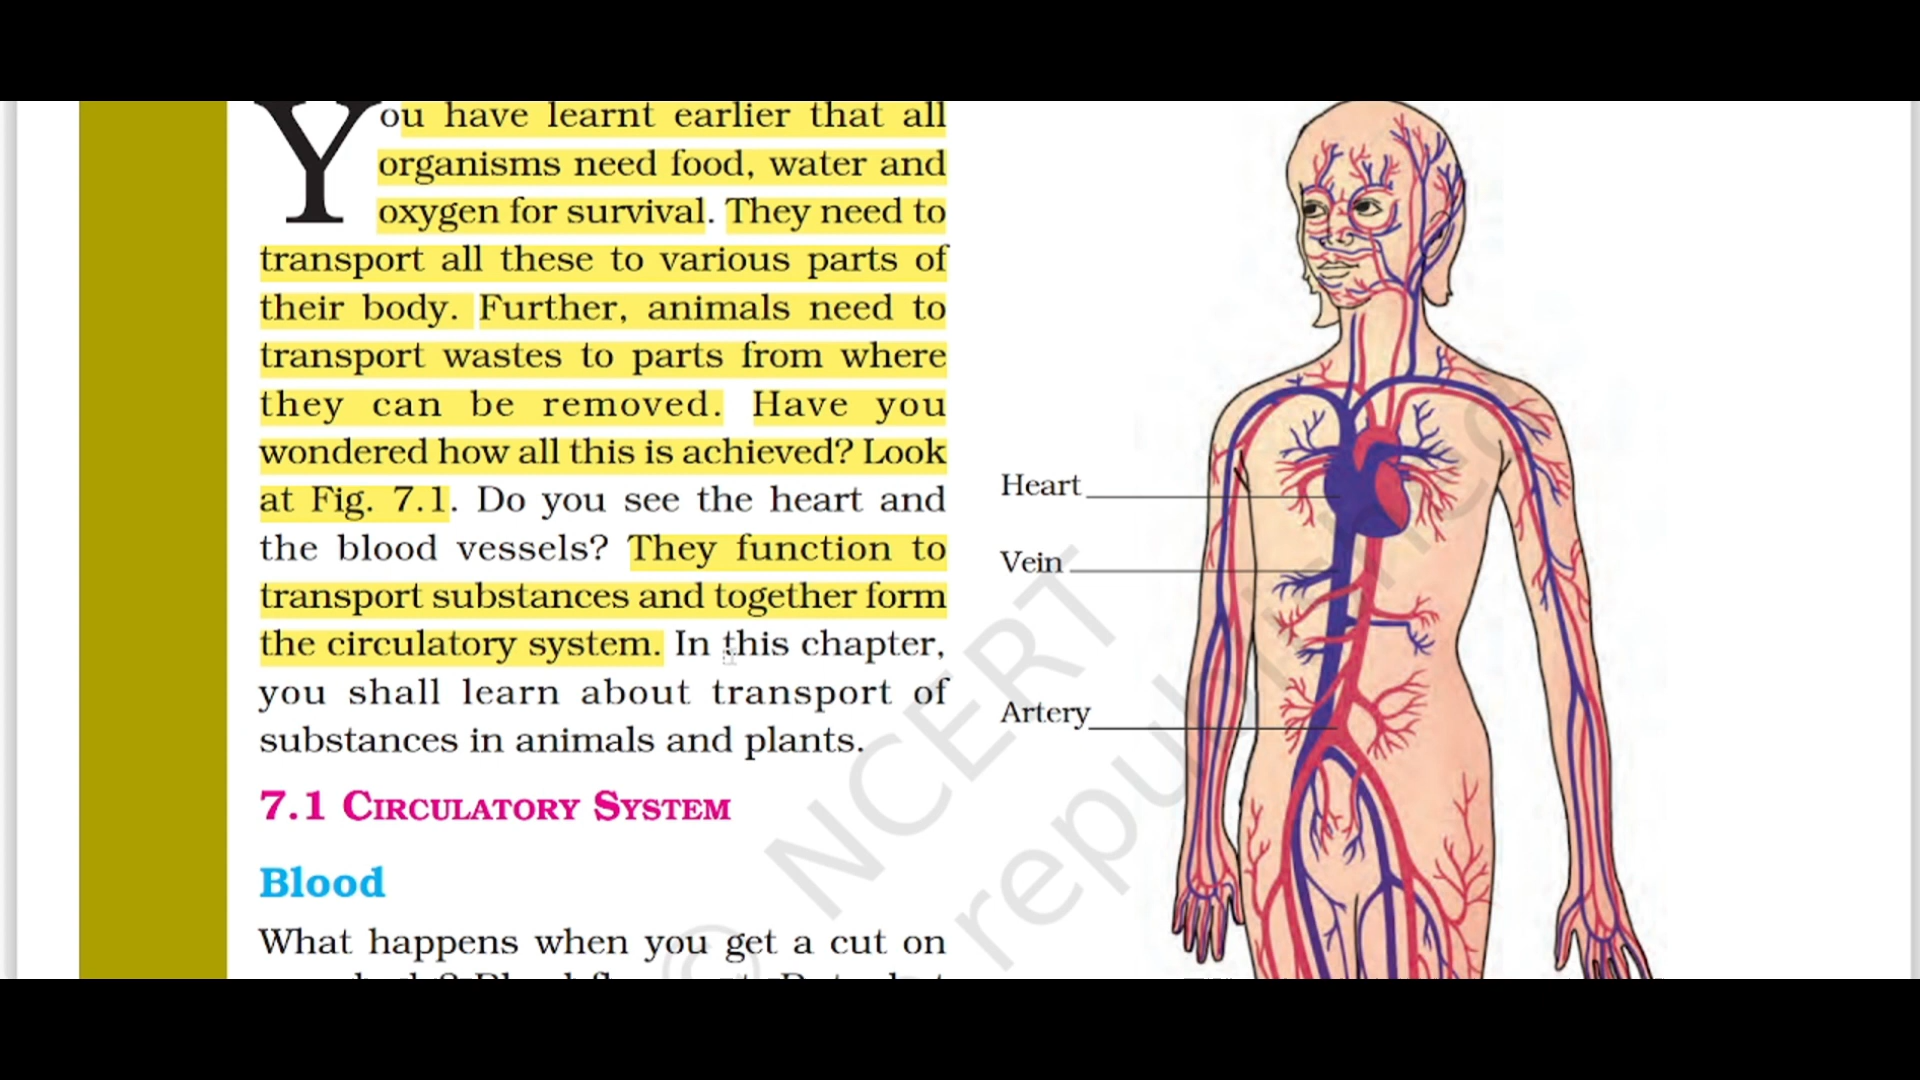 You have learnt earlier that all
organisms need food, water and
oxygen for survival. They need to
transport all these to various parts of
their body. Further, animals need to
transport wastes to parts from where
they can be removed. Have you
wondered how all this is achieved? Look
at Fig. 7.1. Do you see the heart and
the blood vessels? They function to
transport substances and together form
the circulatory system. In this chapter,
you shall learn about transport of
substances in animals and plants.
7.1 CIRCULATORY SYSTEM
Blood
What happens when you get a cut on
Heart
Vein
Artery
© NCERT
republ